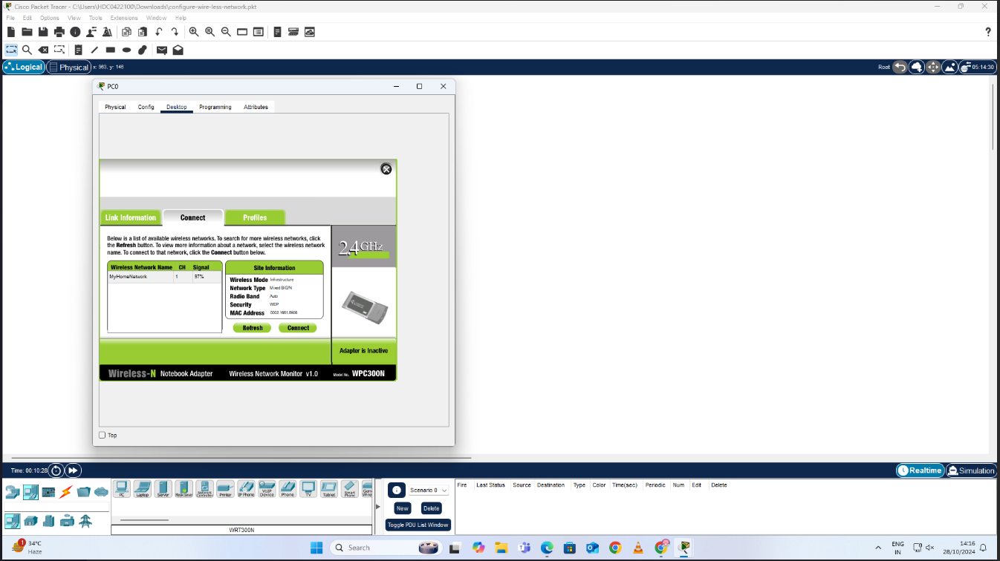 Cisco Packet Tracer - C:\Users\HDC0422100\Downloads\configure-wire-less-network.pkt
File Edit Options View Tools Extensions Window Help
?
Logical Physical x: 963, y: 146 Root 05:14:30
PC0
Physical Config Desktop Programming Attributes
Link Information Connect Profiles
Below is a list of available wireless networks. To search for more wireless networks, click
the Refresh button. To view more information about a network, select the wireless network
name. To connect to that network, click the Connect button below.
2.4GHz
Wireless Network Name CH Signal
MyHomeNetwork 1 97%
Site Information
Wireless Mode Infrastructure
Network Type Mixed B/G/N
Radio Band Auto
Security WEP
MAC Address 0002.1661.6906
Refresh Connect
Adapter is Inactive
Wireless-N Notebook Adapter Wireless Network Monitor v1.0 Model No. WPC300N
Top
Time: 00:10:28 Realtime Simulation
PC Laptop Server Printer IP Phone VoIP Device Phone TV Tablet Smart Phone
WRT300N
Scenario 0
New Delete
Toggle PDU List Window
Fire Last Status Source Destination Type Color Time(sec) Periodic Num Edit Delete
1
34°C
Haze
Search
ENG
IN
14:16
28/10/2024